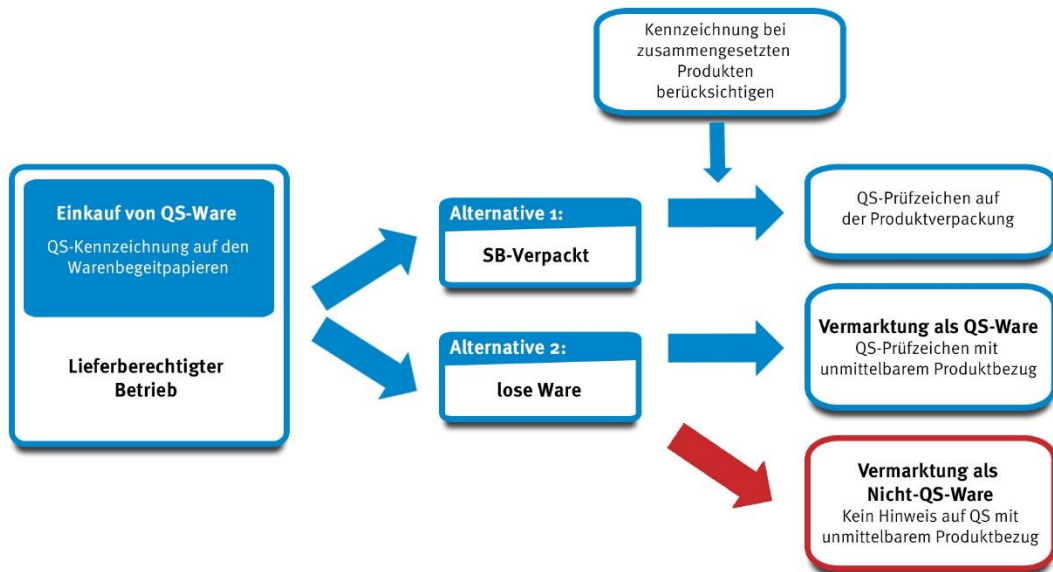 Kennzeichnung bei
zusammengesetzten
Produkten
berücksichtigen
Einkauf von QS-Ware
QS-Kennzeichnung auf den
Warenbegeitpapieren
Lieferberechtigter
Betrieb
Alternative 1:
SB-Verpackt
QS-Prüfzeichen auf
der Produktverpackung
Alternative 2:
lose Ware
Vermarktung als QS-Ware
QS-Prüfzeichen mit
unmittelbarem Produktbezug
Vermarktung als
Nicht-QS-Ware
Kein Hinweis auf QS mit
unmittelbarem Produktbezug